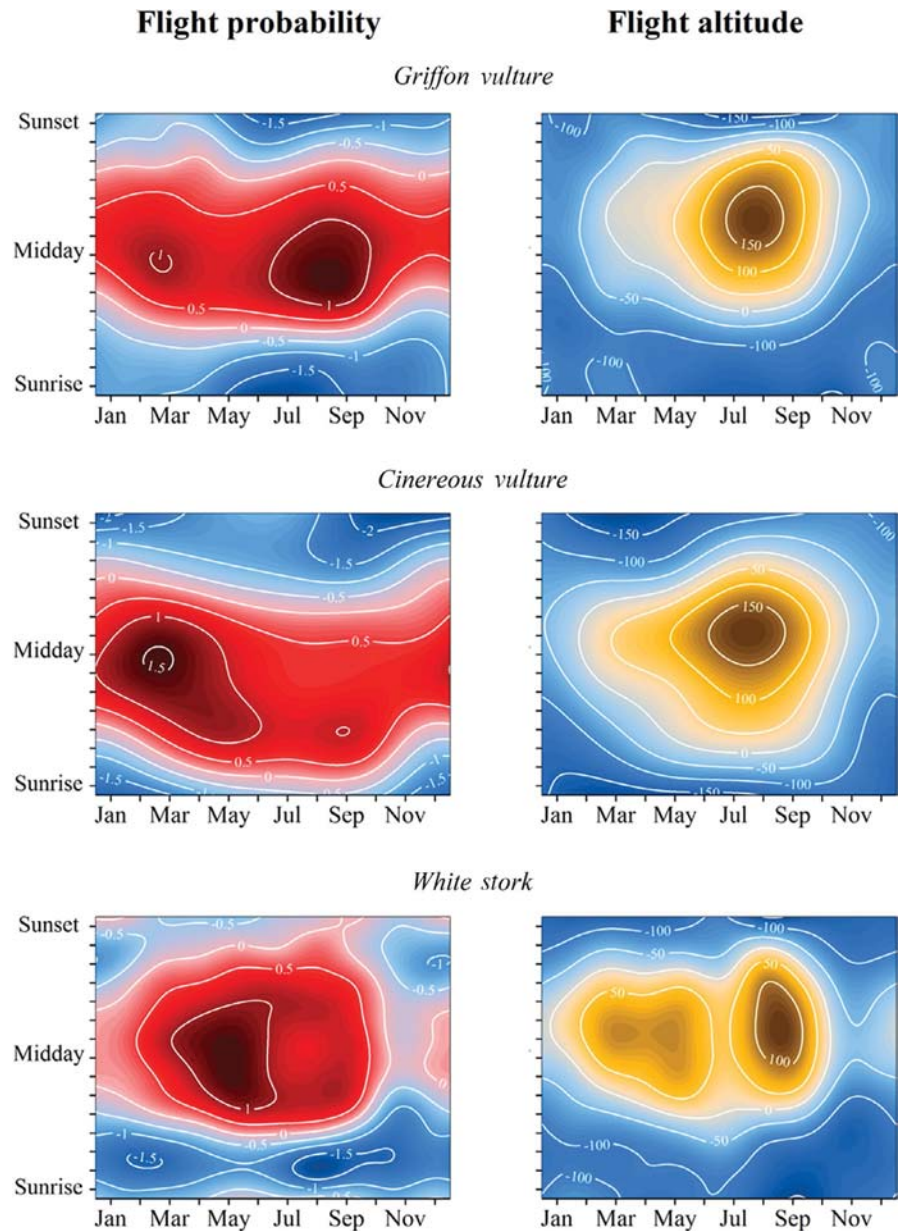 Flight probability Flight altitude
Griffon vulture
Sunset
Midday
Sunrise
-1.5 -1
-0.5
0
0.5
1
1
0.5
0
-0.5
-1
-1.5
Jan Mar May Jul Sep Nov
-100 -150
-100
50
150
100
-50 0
-100
-100 -100
-100
Jan Mar May Jul Sep Nov
Cinereous vulture
Sunset
Midday
Sunrise
-2
-1.5 -2
-1 -1.5
0 -0.5
1 0.5
1.5
0.5
0
-1.5 -1
Jan Mar May Jul Sep Nov
-150 -100
-100
50
150
100
0
-50
-100
-150
Jan Mar May Jul Sep Nov
White stork
Sunset
Midday
Sunrise
-0.5 -0.5
0
-1
0.5 -0.5
1 0
-1 0
-0.5
-1.5 -1.5
-1
-0.5
Jan Mar May Jul Sep Nov
-100 -100
-50
50 50
100
0
-50
-100
-100
Jan Mar May Jul Sep Nov